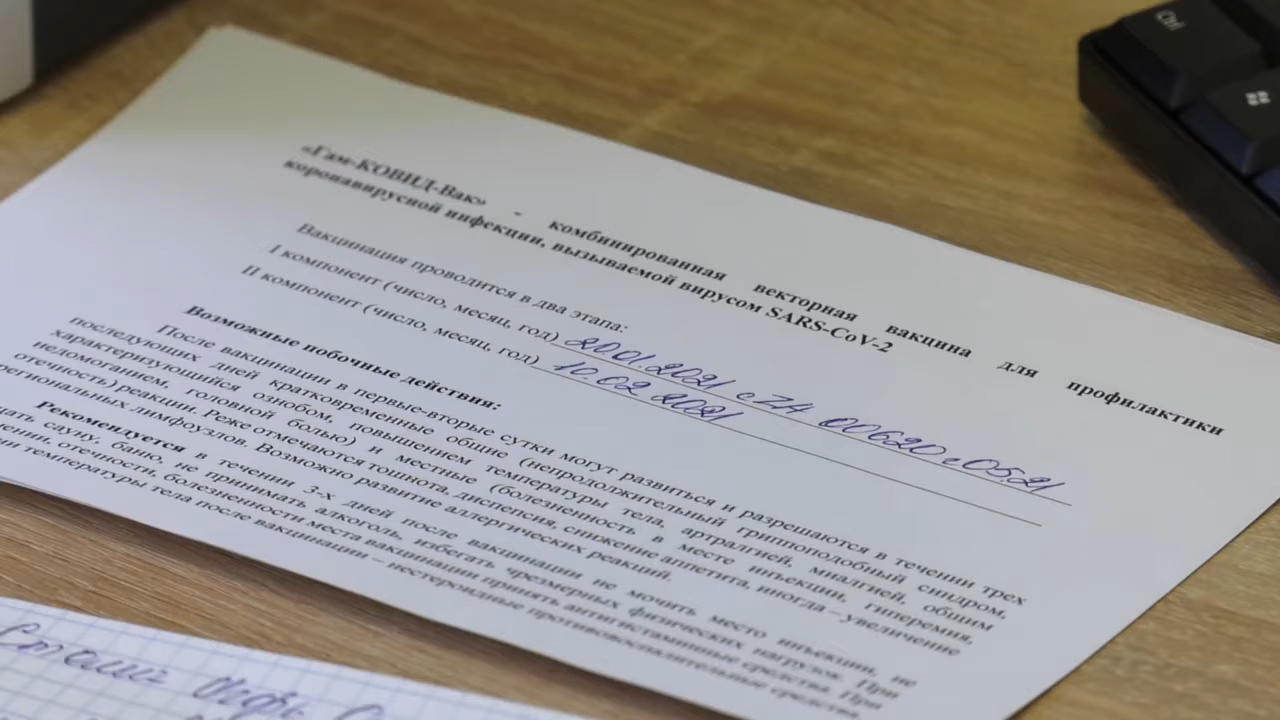 «Гам-КОВИД-Вак» - комбинированная векторная вакцина для профилактики
коронавирусной инфекции, вызываемой вирусом SARS-CoV-2
Вакцинация проводится в два этапа:
I компонент (число, месяц, год) 20.01.2021 с ZA 00620 г 05.21
II компонент (число, месяц, год) 10.02 2021
Возможные побочные действия:
После вакцинации в первые-вторые сутки могут развиться и разрешаются в течении трех
последующих дней кратковременные общие (непродолжительный гриппоподобный синдром,
характеризующийся ознобом, повышением температуры тела, артралгией, миалгией, общим
недомоганием, головной болью) и местные (болезненность в месте инъекции, гиперемия,
отечность) реакции. Реже отмечаются тошнота, диспепсия, снижение аппетита, иногда – увеличение
региональных лимфоузлов. Возможно развитие аллергических реакций.
Рекомендуется в течении 3-х дней после вакцинации не мочить место инъекции, не
сауну, баню, не принимать алкоголь, избегать чрезмерных физических нагрузок. При
отечности, болезненности места вакцинации принять антигистаминные средства. При
температуры тела после вакцинации – нестероидные противовоспалительные средства
Ctrl